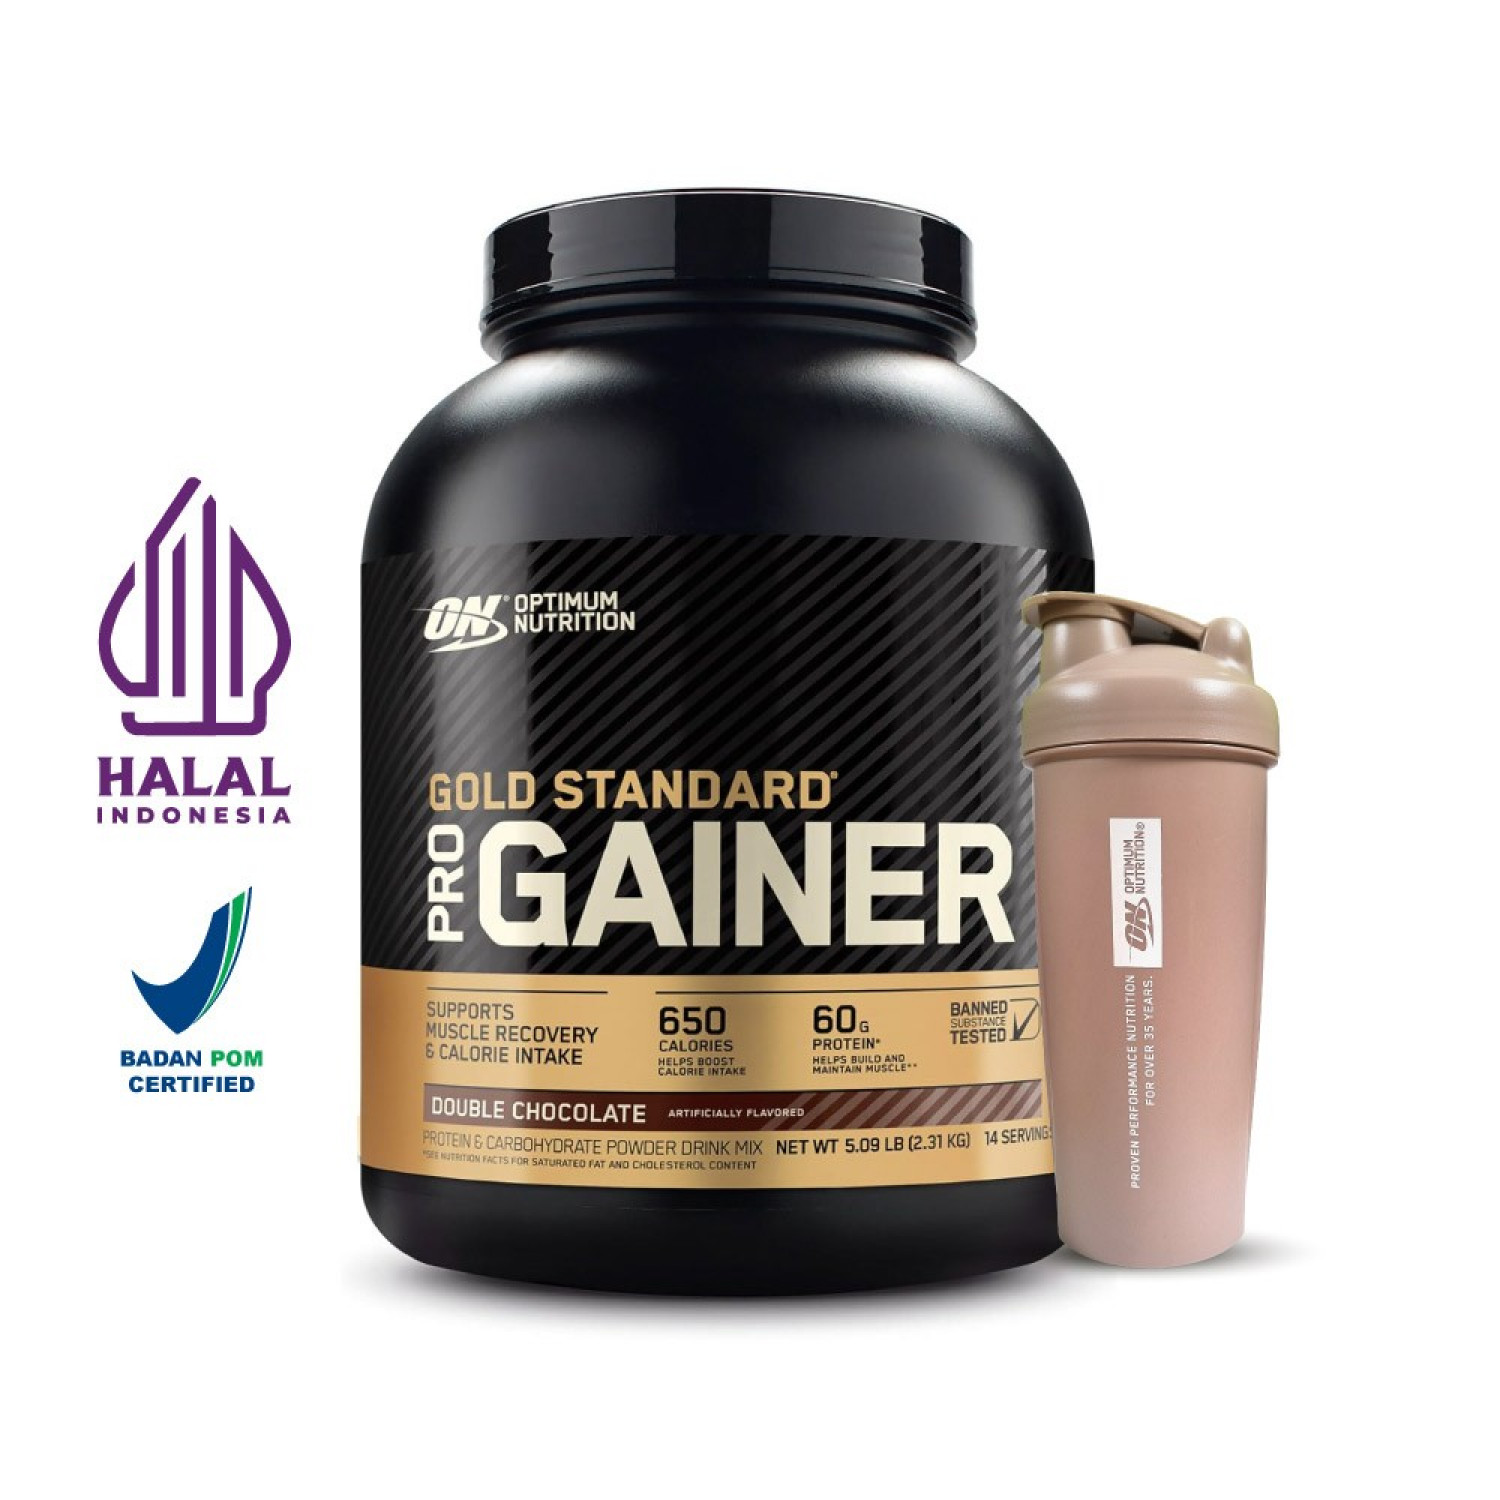 HALAL
INDONESIA
BADAN POM
CERTIFIED
ON® OPTIMUM
NUTRITION
GOLD STANDARD®
PRO GAINER
SUPPORTS
MUSCLE RECOVERY
& CALORIE INTAKE
650
CALORIES
HELPS BOOST
CALORIE INTAKE
60G
PROTEIN*
HELPS BUILD AND
MAINTAIN MUSCLE**
BANNED
SUBSTANCE
TESTED
DOUBLE CHOCOLATE
ARTIFICIALLY FLAVORED
PROTEIN & CARBOHYDRATE POWDER DRINK MIX NET WT 5.09 LB (2.31 KG) 14 SERVINGS
*SEE NUTRITION FACTS FOR SATURATED FAT AND CHOLESTEROL CONTENT
ON OPTIMUM
NUTRITION®
PROVEN PERFORMANCE NUTRITION
FOR OVER 35 YEARS.